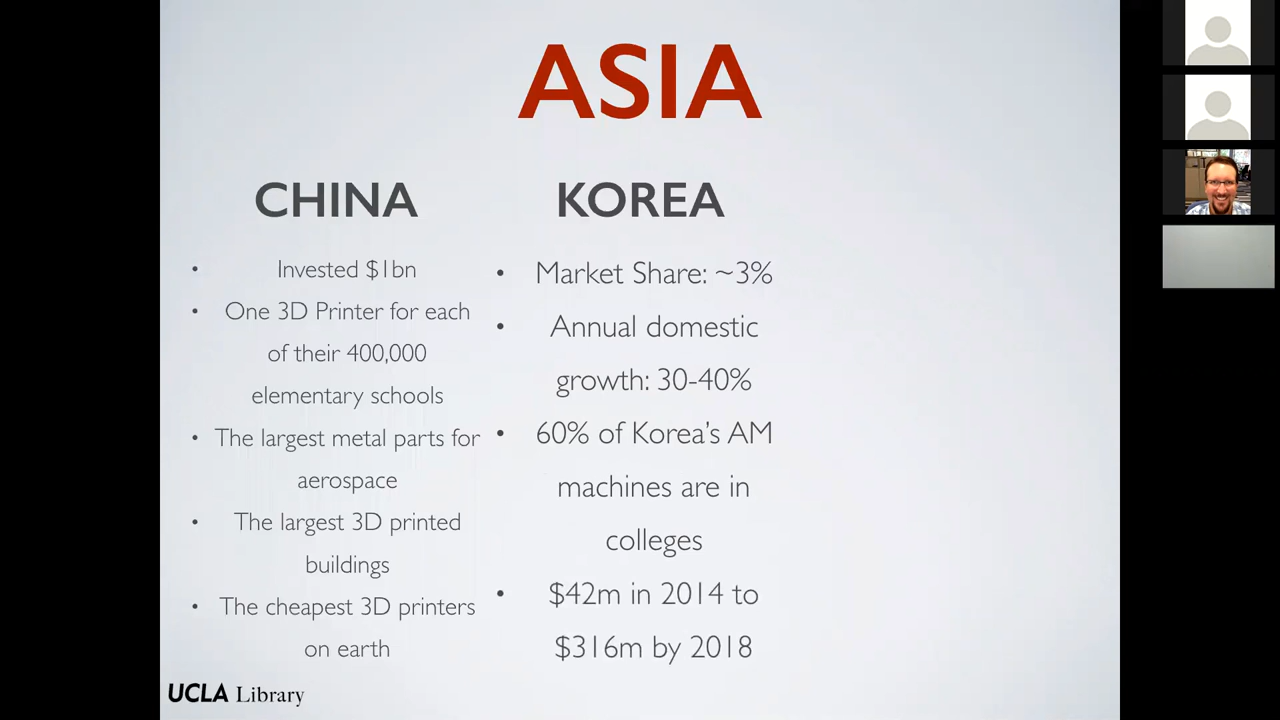 ASIA
CHINA
• Invested $1bn
• One 3D Printer for each
of their 400,000
elementary schools
• The largest metal parts for
aerospace
• The largest 3D printed
buildings
• The cheapest 3D printers
on earth
KOREA
• Market Share: ~3%
• Annual domestic
growth: 30-40%
• 60% of Korea’s AM
machines are in
colleges
• $42m in 2014 to
$316m by 2018
UCLA Library